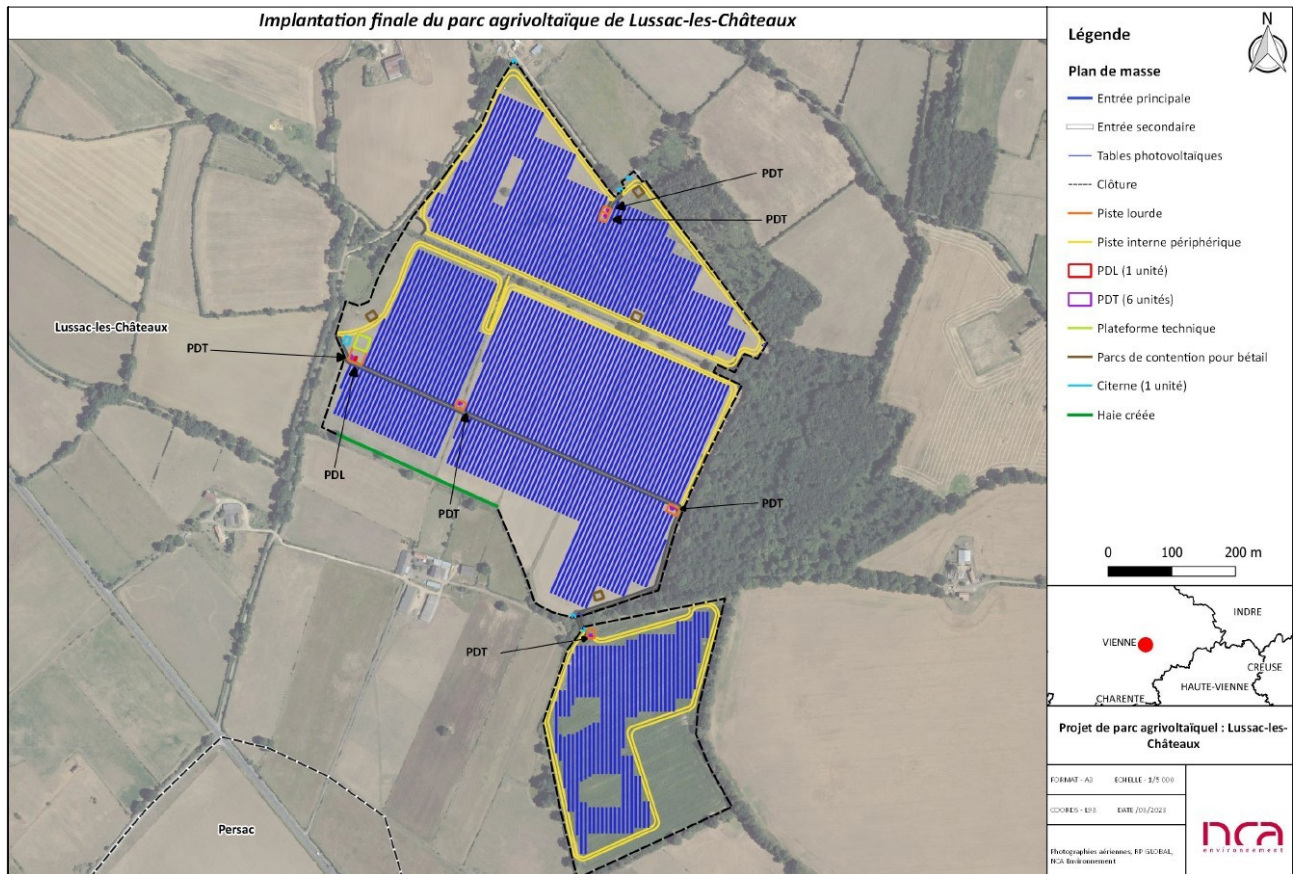 Implantation finale du parc agrivoltaïque de Lussac-les-Châteaux
PDT
PDT
Lussac-les-Châteaux
PDT
PDL
PDT
PDT
PDT
Persac
Légende
N
Plan de masse
Entrée principale
Entrée secondaire
Tables photovoltaïques
Clôture
Piste lourde
Piste interne périphérique
PDL (1 unité)
PDT (6 unités)
Plateforme technique
Parcs de contention pour bétail
Citerne (1 unité)
Haie créée
0 100 200 m
INDRE
VIENNE
CREUSE
HAUTE-VIENNE
CHARENTE
Projet de parc agrivoltaïquel : Lussac-les-
Châteaux
FORMAT - A3 ECHELLE - 1/5 000
COORDS - L93 DATE /03/2023
Photographies aériennes, RP GLOBAL,
NCA Environnement
nca
environnement